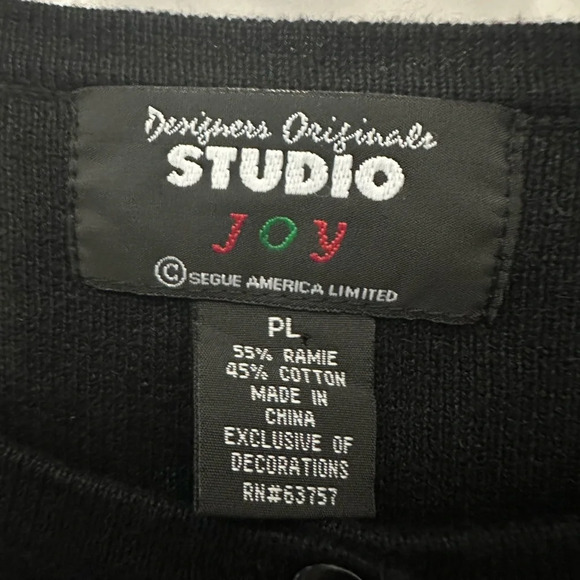 Designers Originals
STUDIO
JOY
© SEGUE AMERICA LIMITED
PL
55% RAMIE
45% COTTON
MADE IN
CHINA
EXCLUSIVE OF
DECORATIONS
RN#63757